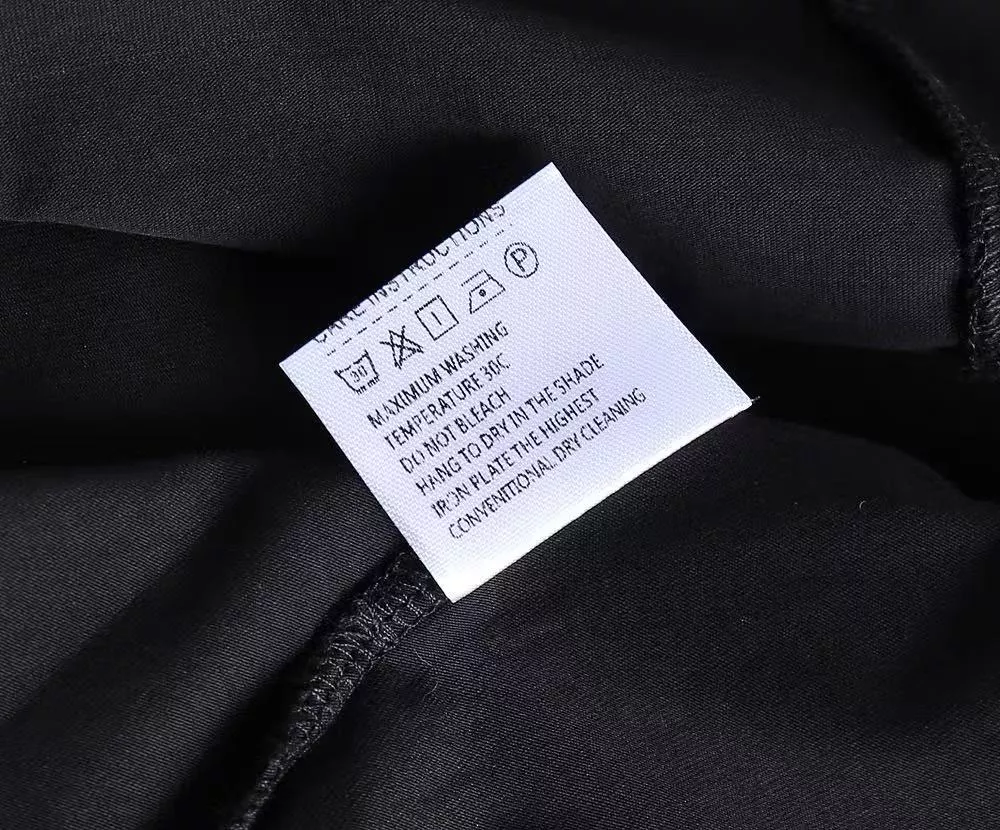 CARE INSTRUCTIONS
30
P
MAXIMUM WASHING
TEMPERATURE 30C
DO NOT BLEACH
HANG TO DRY IN THE SHADE
IRON PLATE THE HIGHEST
CONVENTIONAL DRY CLEANING